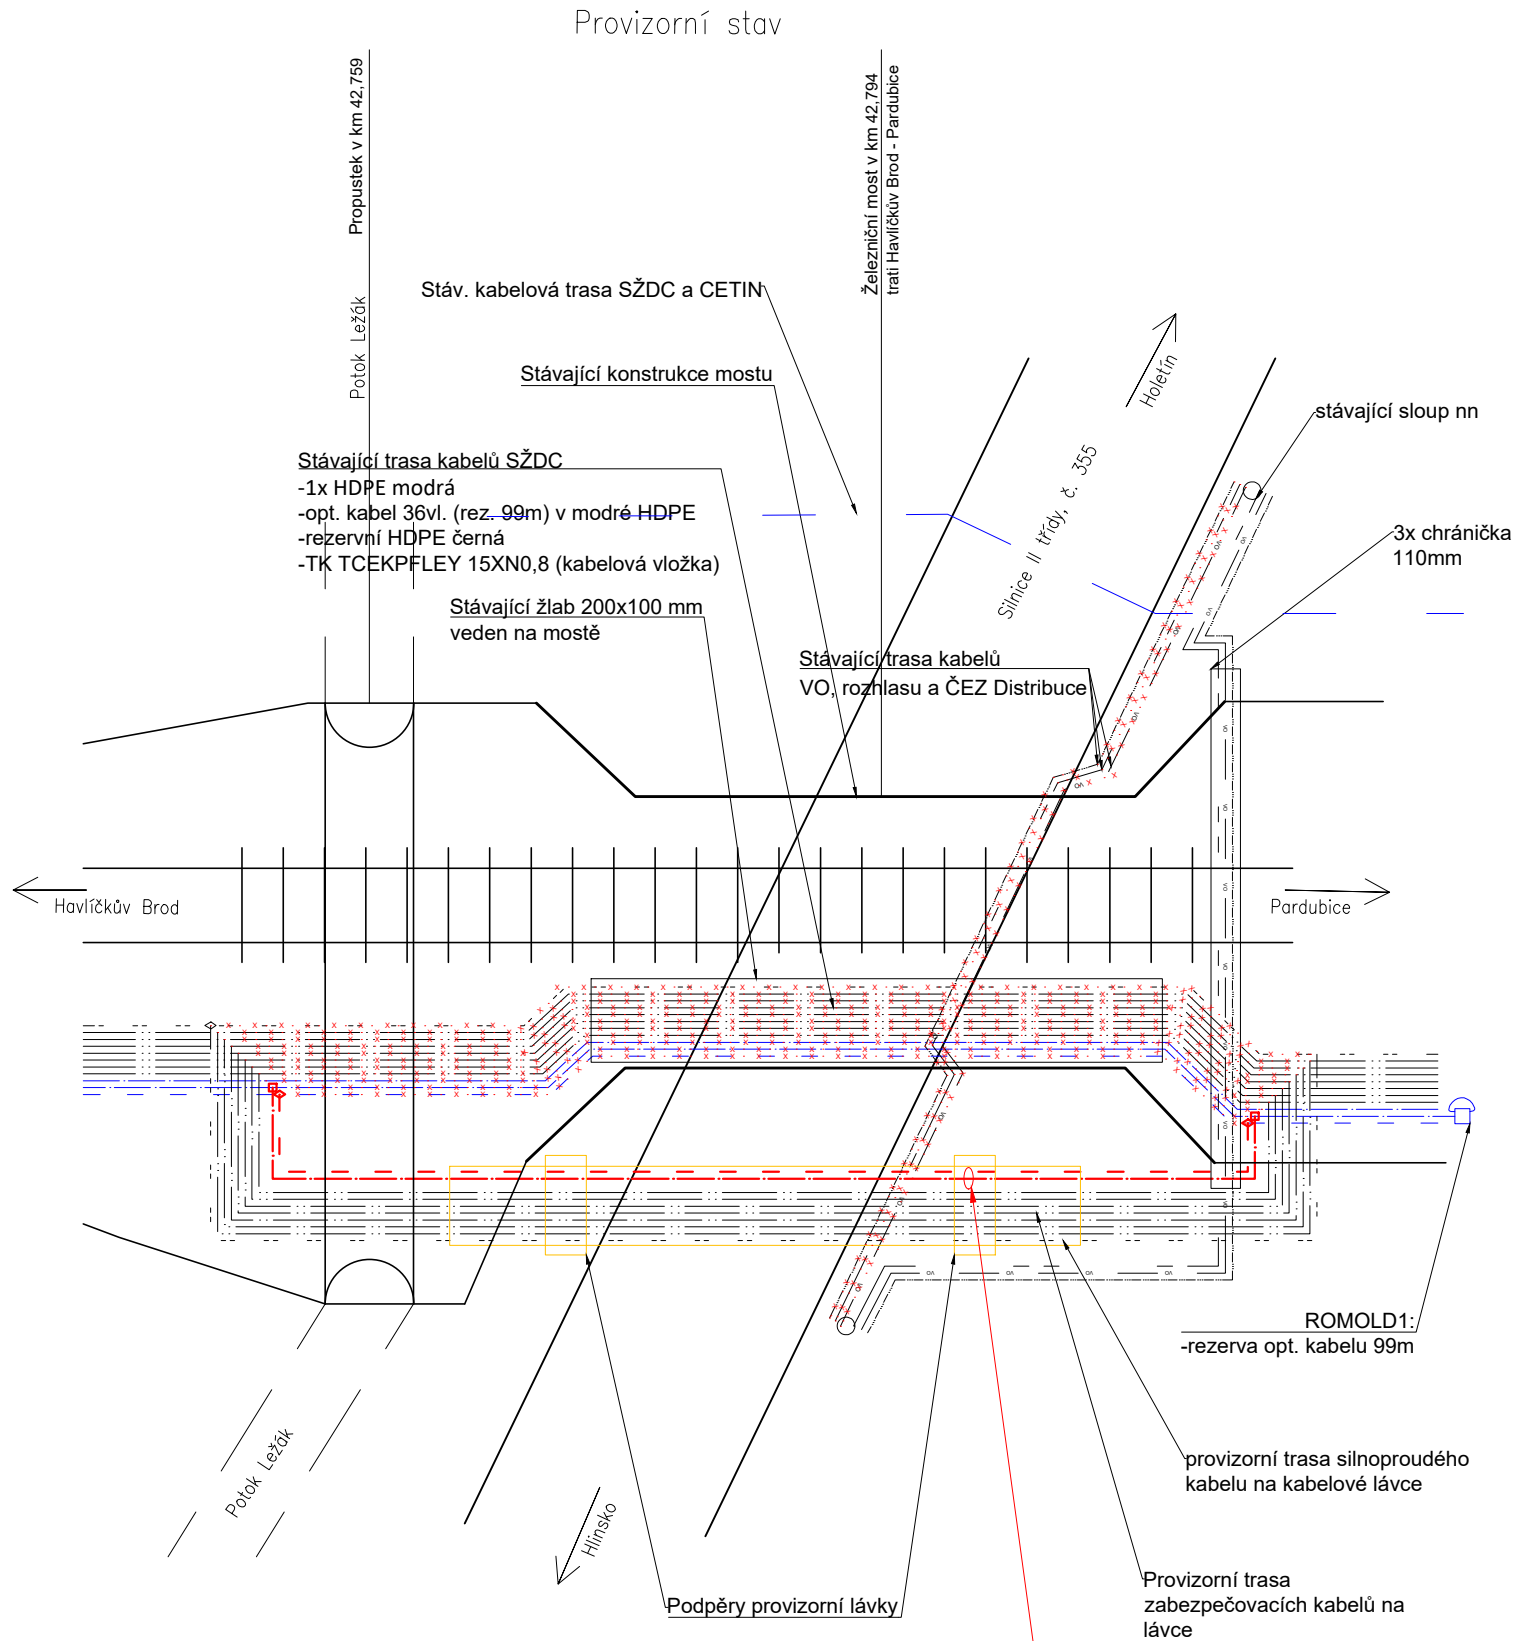 Provizorní stav
Propustek v km 42,759
Potok Ležák
Železniční most v km 42,794
trati Havlíčkův Brod - Pardubice
Stáv. kabelová trasa SŽDC a CETIN
Stávající konstrukce mostu
Holetín
stávající sloup nn
Stávající trasa kabelů SŽDC
-1x HDPE modrá
-opt. kabel 36vl. (rez. 99m) v modré HDPE
-rezervní HDPE černá
-TK TCEKPFLEY 15XN0,8 (kabelová vložka)
Silnice II třídy, č. 355
3x chránička
110mm
Stávající žlab 200x100 mm
veden na mostě
Stávající trasa kabelů
VO, rozhlasu a ČEZ Distribuce
Havlíčkův Brod
Pardubice
ROMOLD1:
-rezerva opt. kabelu 99m
Potok Ležák
Hlinsko
provizorní trasa silnoproudého
kabelu na kabelové lávce
Podpěry provizorní lávky
Provizorní trasa
zabezpečovacích kabelů na
lávce